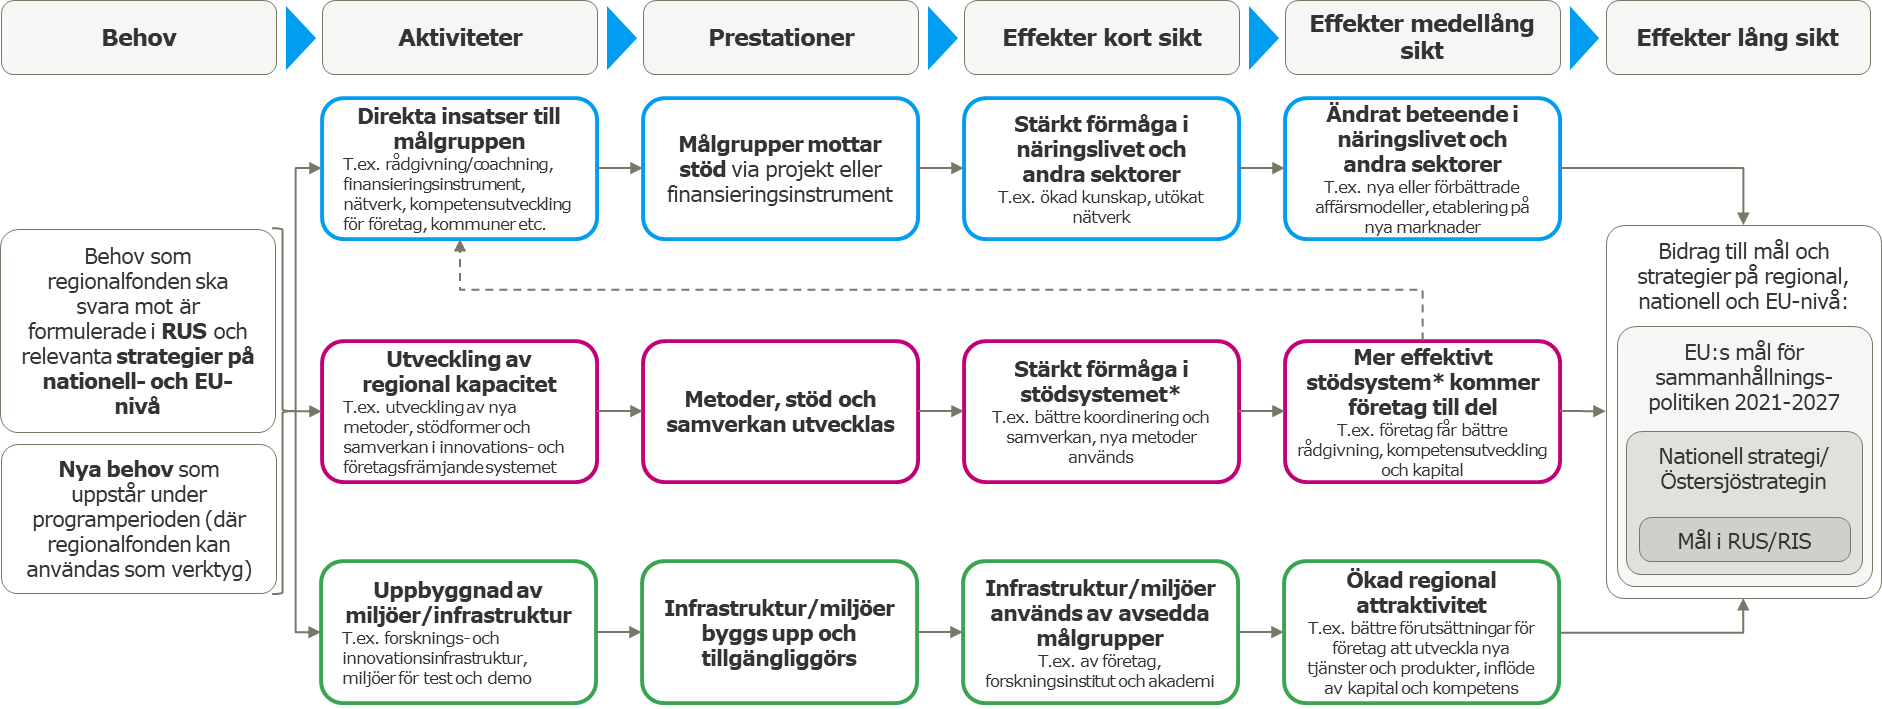 Behov
Aktiviteter
Prestationer
Effekter kort sikt
Effekter medellång
sikt
Effekter lång sikt
Behov som
regionalfonden ska
svara mot är
formulerade i RUS och
relevanta strategier på
nationell- och EU-
nivå
Nya behov som
uppstår under
programperioden (där
regionalfonden kan
användas som verktyg)
Direkta insatser till
målgruppen
T.ex. rådgivning/coachning,
finansieringsinstrument,
nätverk, kompetensutveckling
för företag, kommuner etc.
Målgrupper mottar
stöd via projekt eller
finansieringsinstrument
Stärkt förmåga i
näringslivet och
andra sektorer
T.ex. ökad kunskap, utökat
nätverk
Ändrat beteende i
näringslivet och
andra sektorer
T.ex. nya eller förbättrade
affärsmodeller, etablering på
nya marknader
Utveckling av
regional kapacitet
T.ex. utveckling av nya
metoder, stödformer och
samverkan i innovations- och
företagsfrämjande systemet
Metoder, stöd och
samverkan utvecklas
Stärkt förmåga i
stödsystemet*
T.ex. bättre koordinering och
samverkan, nya metoder
används
Mer effektivt
stödsystem* kommer
företag till del
T.ex. företag får bättre
rådgivning, kompetensutveckling
och kapital
Uppbyggnad av
miljöer/infrastruktur
T.ex. forsknings- och
innovationsinfrastruktur,
miljöer för test och demo
Infrastruktur/miljöer
byggs upp och
tillgängliggörs
Infrastruktur/miljöer
används av avsedda
målgrupper
T.ex. av företag,
forskningsinstitut och akademi
Ökad regional
attraktivitet
T.ex. bättre förutsättningar för
företag att utveckla nya
tjänster och produkter, inflöde
av kapital och kompetens
Bidrag till mål och
strategier på regional,
nationell och EU-nivå:
EU:s mål för
sammanhållnings-
politiken 2021-2027
Nationell strategi/
Östersjöstrategin
Mål i RUS/RIS